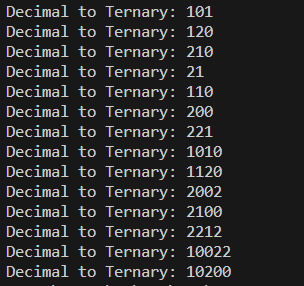 Decimal to Ternary: 101
Decimal to Ternary: 120
Decimal to Ternary: 210
Decimal to Ternary: 21
Decimal to Ternary: 110
Decimal to Ternary: 200
Decimal to Ternary: 221
Decimal to Ternary: 1010
Decimal to Ternary: 1120
Decimal to Ternary: 2002
Decimal to Ternary: 2100
Decimal to Ternary: 2212
Decimal to Ternary: 10022
Decimal to Ternary: 10200